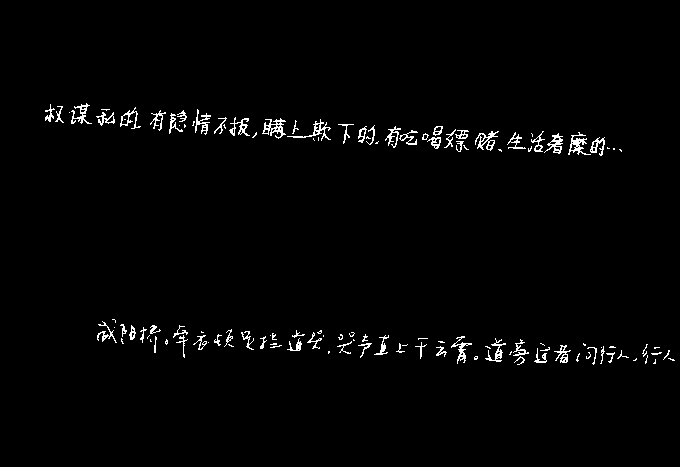 权谋私的有隐情不报,瞒上欺下的,有吃喝嫖赌、生活奢糜的…
咸阳桥。牵衣顿足拦道哭,哭声直上干云霄。道旁过者问行人,行人